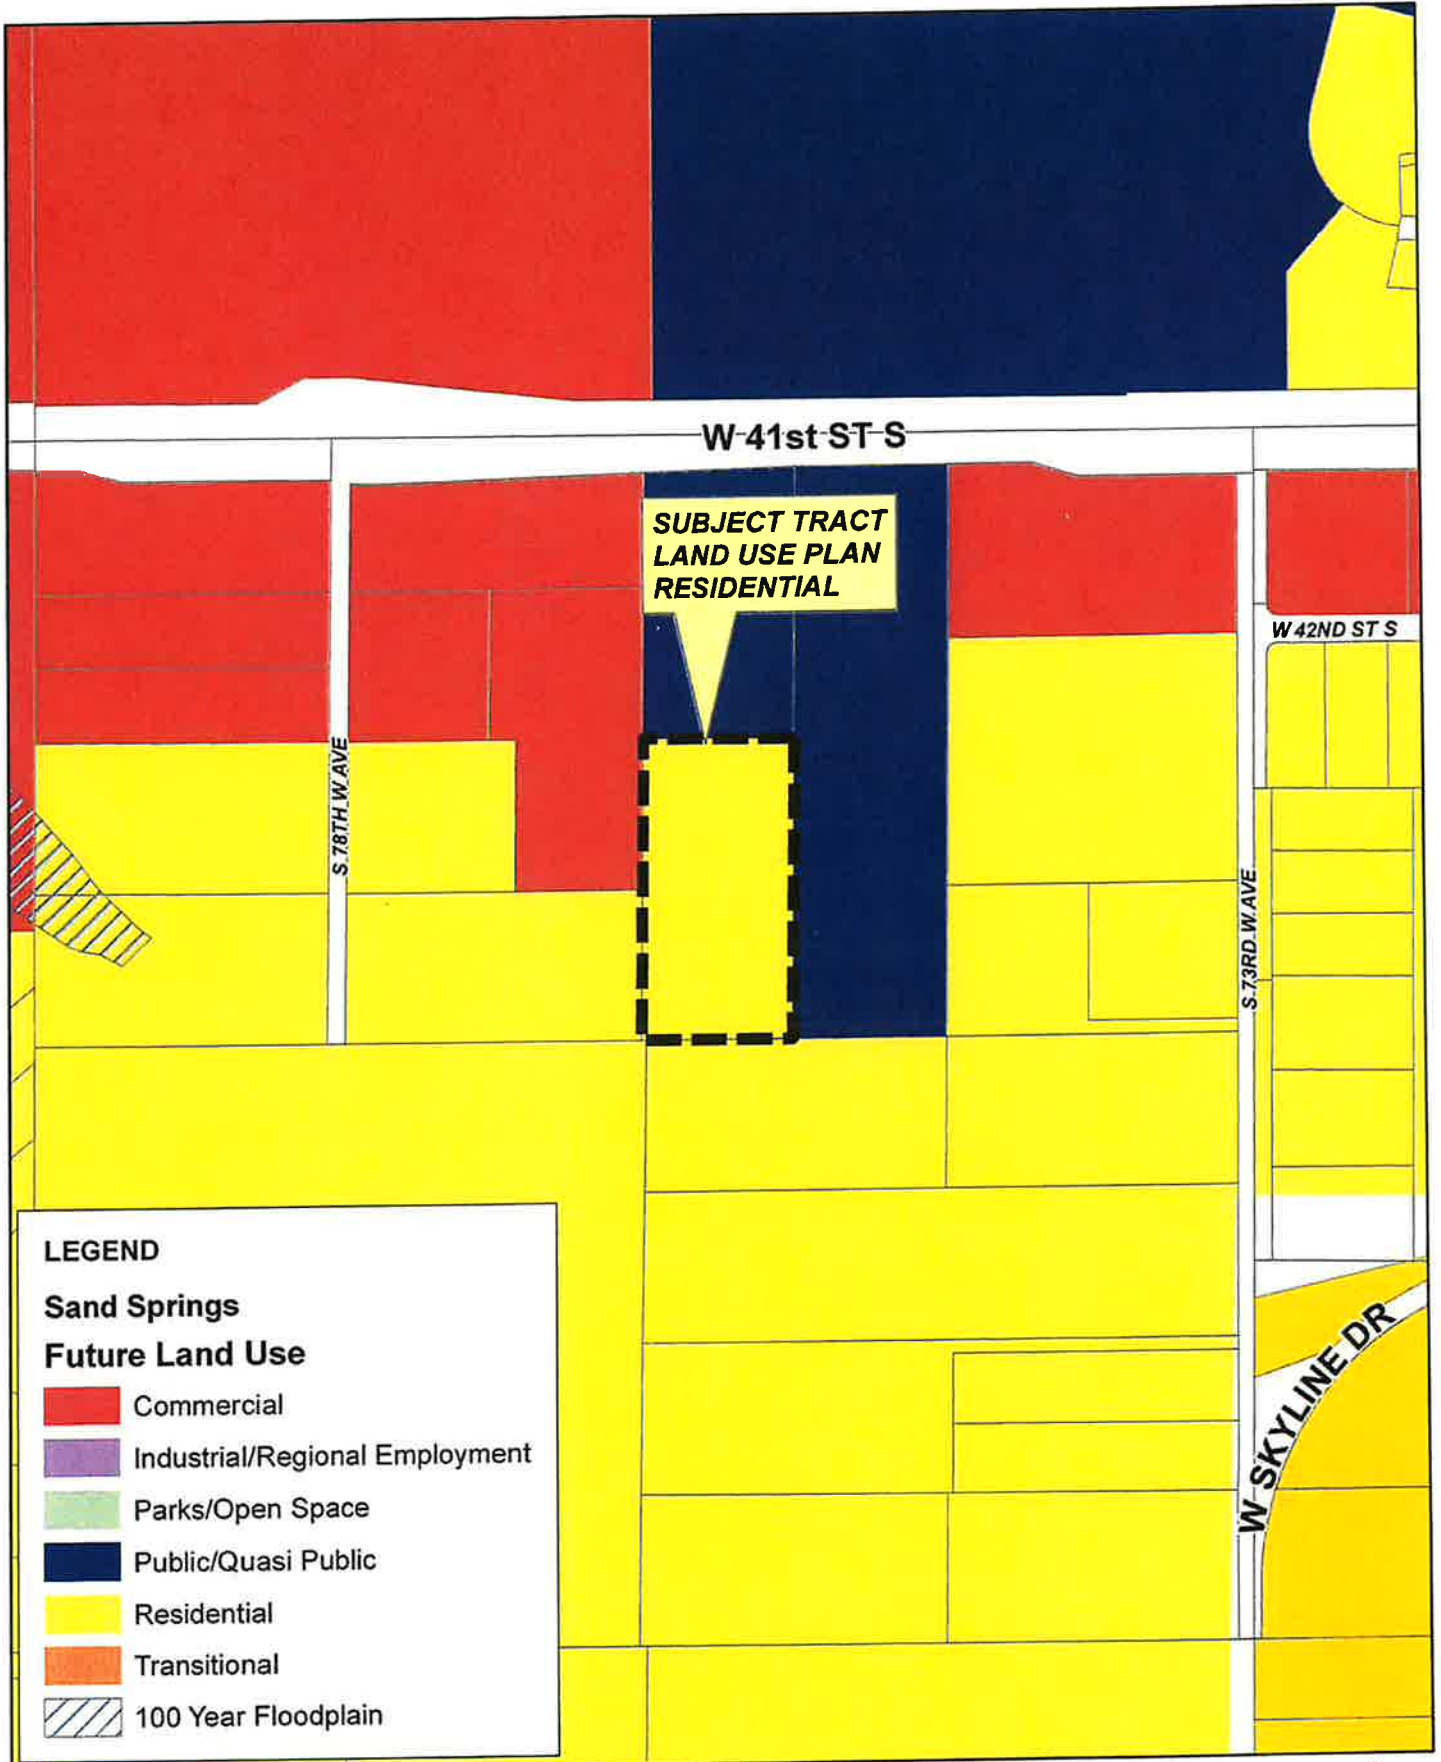 W 41st ST S
SUBJECT TRACT
LAND USE PLAN
RESIDENTIAL
W 42ND ST S
S 78TH W AVE
S 73RD W AVE
W SKYLINE DR
LEGEND
Sand Springs
Future Land Use
Commercial
Industrial/Regional Employment
Parks/Open Space
Public/Quasi Public
Residential
Transitional
100 Year Floodplain